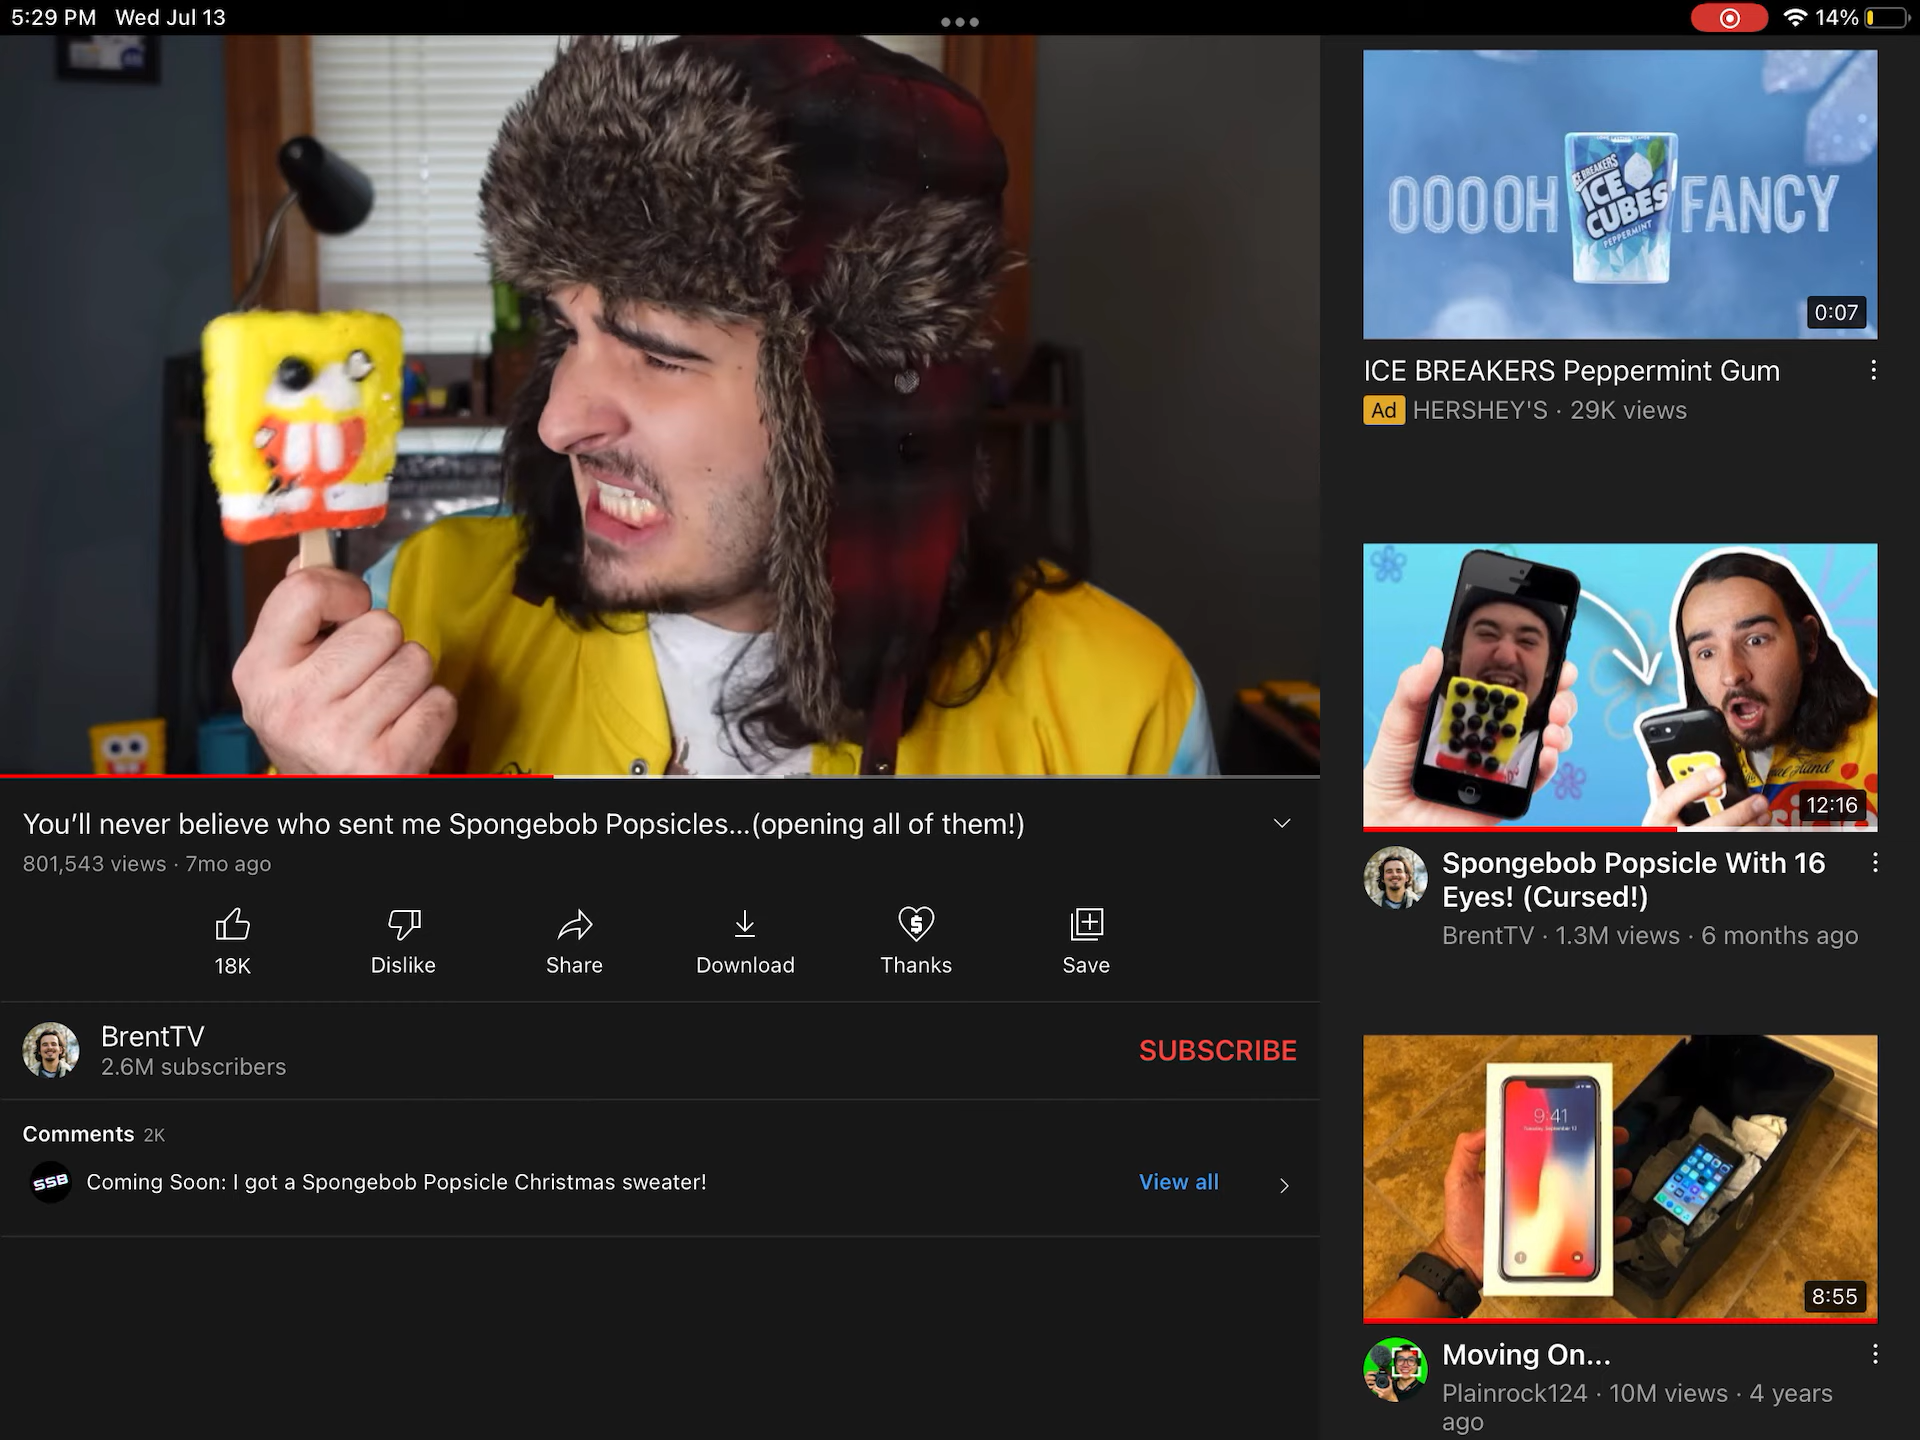 5:29 PM Wed Jul 13
14%
OOOOH
FANCY
ICE BREAKERS
ICE
CUBES
PEPPERMINT
0:07
ICE BREAKERS Peppermint Gum
Ad HERSHEY'S · 29K views
12:16
Spongebob Popsicle With 16
Eyes! (Cursed!)
BrentTV · 1.3M views · 6 months ago
9:41
8:55
Moving On...
Plainrock124 · 10M views · 4 years
ago
You’ll never believe who sent me Spongebob Popsicles...(opening all of them!)
801,543 views · 7mo ago
18K
Dislike
Share
Download
Thanks
Save
BrentTV
2.6M subscribers
SUBSCRIBE
Comments 2K
SSB
Coming Soon: I got a Spongebob Popsicle Christmas sweater!
View all